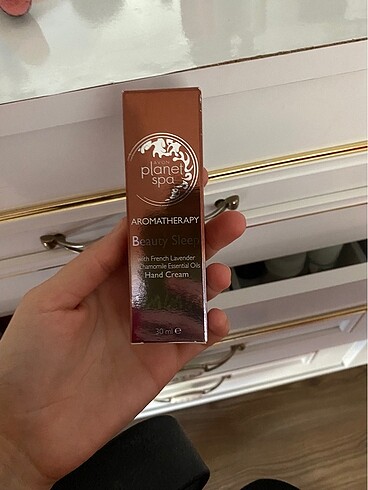 AVON
planet
spa
AROMATHERAPY
Beauty Sleep
with French Lavender
Chamomile Essential Oils
Hand Cream
30 ml e